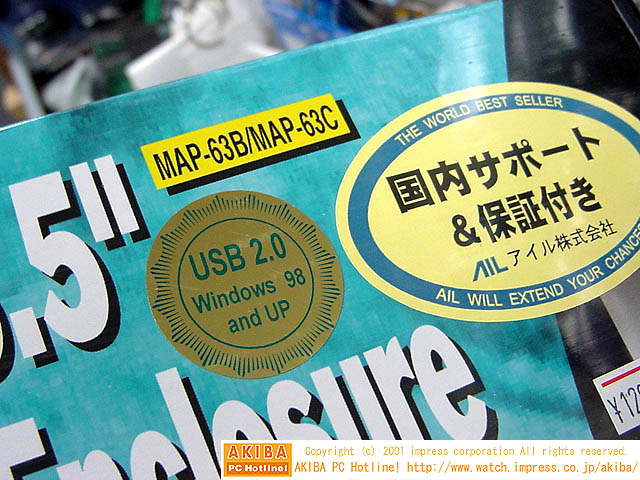 MAP-63B/MAP-63C
.5"
Enclosure
USB 2.0
Windows 98
and UP
THE WORLD BEST SELLER
国内サポート
&保証付き
AIL アイル株式会社
AIL WILL EXTEND YOUR CHANCE
AKIBA
PC Hotline!
Copyright (c) 2001 impress corporation All rights reserved.
AKIBA PC Hotline! http://www.watch.impress.co.jp/akiba/